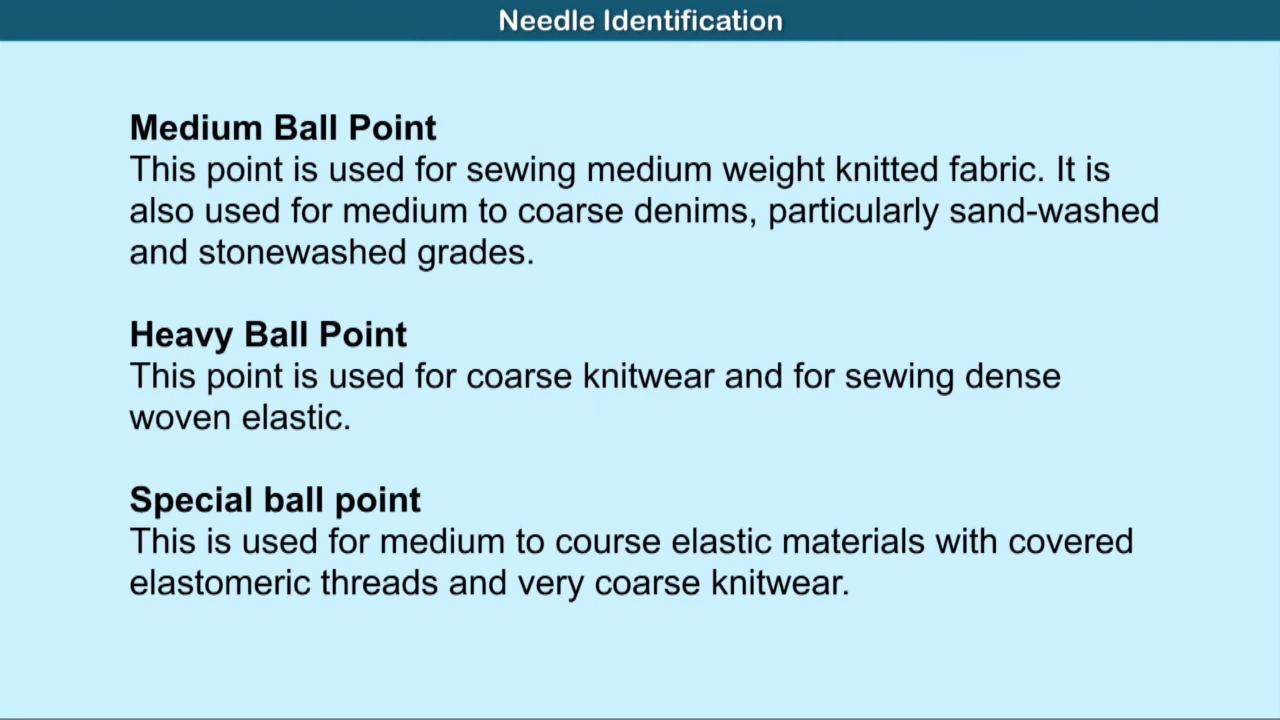 Needle Identification
Medium Ball Point
This point is used for sewing medium weight knitted fabric. It is
also used for medium to coarse denims, particularly sand-washed
and stonewashed grades.
Heavy Ball Point
This point is used for coarse knitwear and for sewing dense
woven elastic.
Special ball point
This is used for medium to course elastic materials with covered
elastomeric threads and very coarse knitwear.